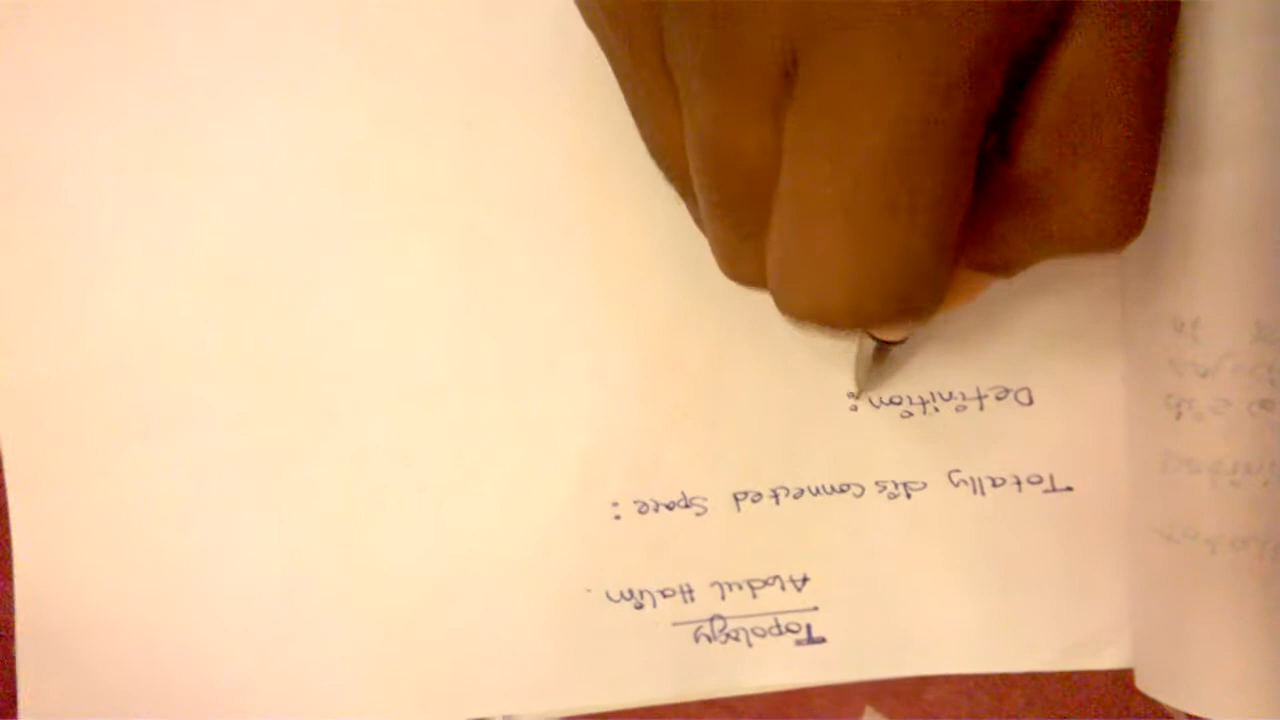 Topology
Abdul Halim.
Totally disconnected Space :
Definition: